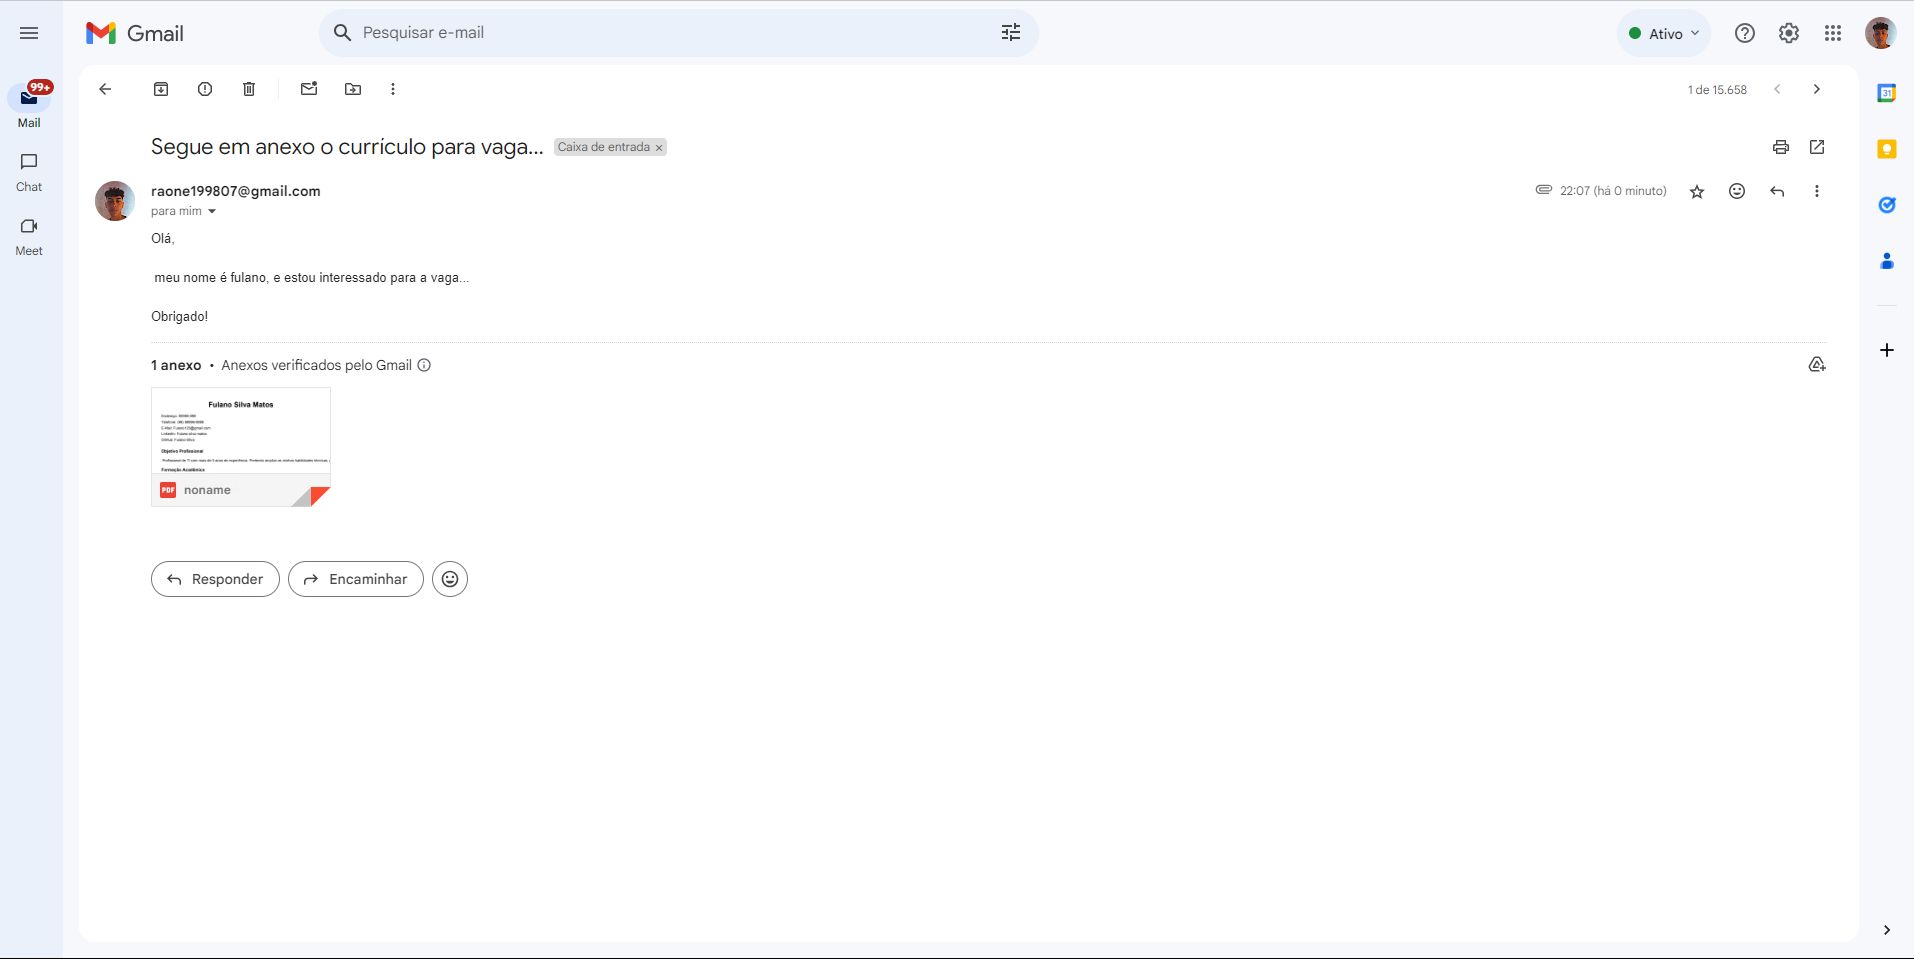 Gmail
Pesquisar e-mail
Ativo
99+
Mail
Chat
Meet
1 de 15.658
31
Segue em anexo o currículo para vaga...
Caixa de entrada x
raone199807@gmail.com
22:07 (há 0 minuto)
para mim
Olá,
meu nome é fulano, e estou interessado para a vaga...
Obrigado!
1 anexo • Anexos verificados pelo Gmail
Fulano Silva Matos
Objetivo Profissional
Formação Acadêmica
PDF noname
Responder
Encaminhar